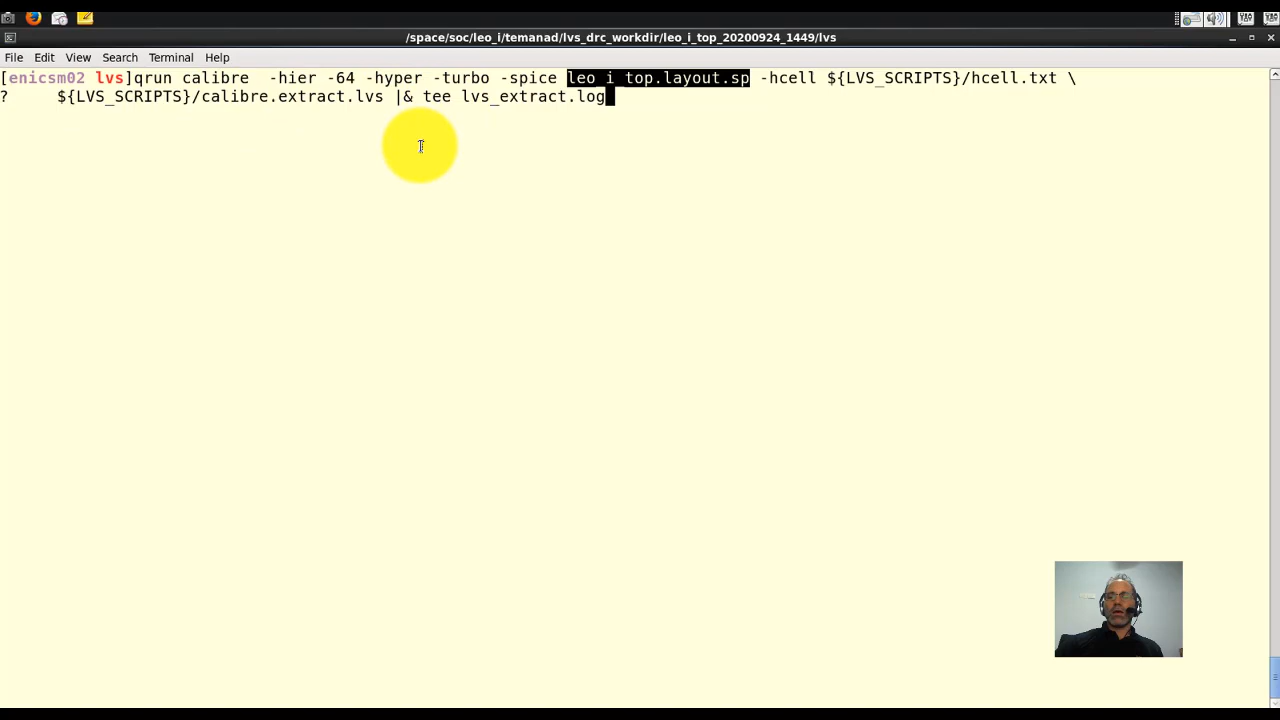 /space/soc/leo_i/temanad/lvs_drc_workdir/leo_i_top_20200924_1449/lvs
File Edit View Search Terminal Help
[enicsm02 lvs]qrun calibre  -hier -64 -hyper -turbo -spice leo_i_top.layout.sp -hcell ${LVS_SCRIPTS}/hcell.txt \
?     ${LVS_SCRIPTS}/calibre.extract.lvs |& tee lvs_extract.log